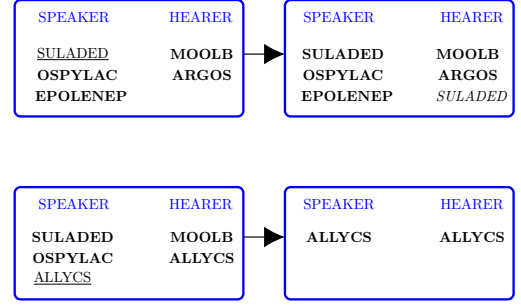 SPEAKER HEARER SPEAKER HEARER
SULADED MOOLB SULADED MOOLB
OSPYLAC ARGOS OSPYLAC ARGOS
EPOLENEP EPOLENEP SULADED
SPEAKER HEARER SPEAKER HEARER
SULADED MOOLB ALLYCS ALLYCS
OSPYLAC ALLYCS
ALLYCS